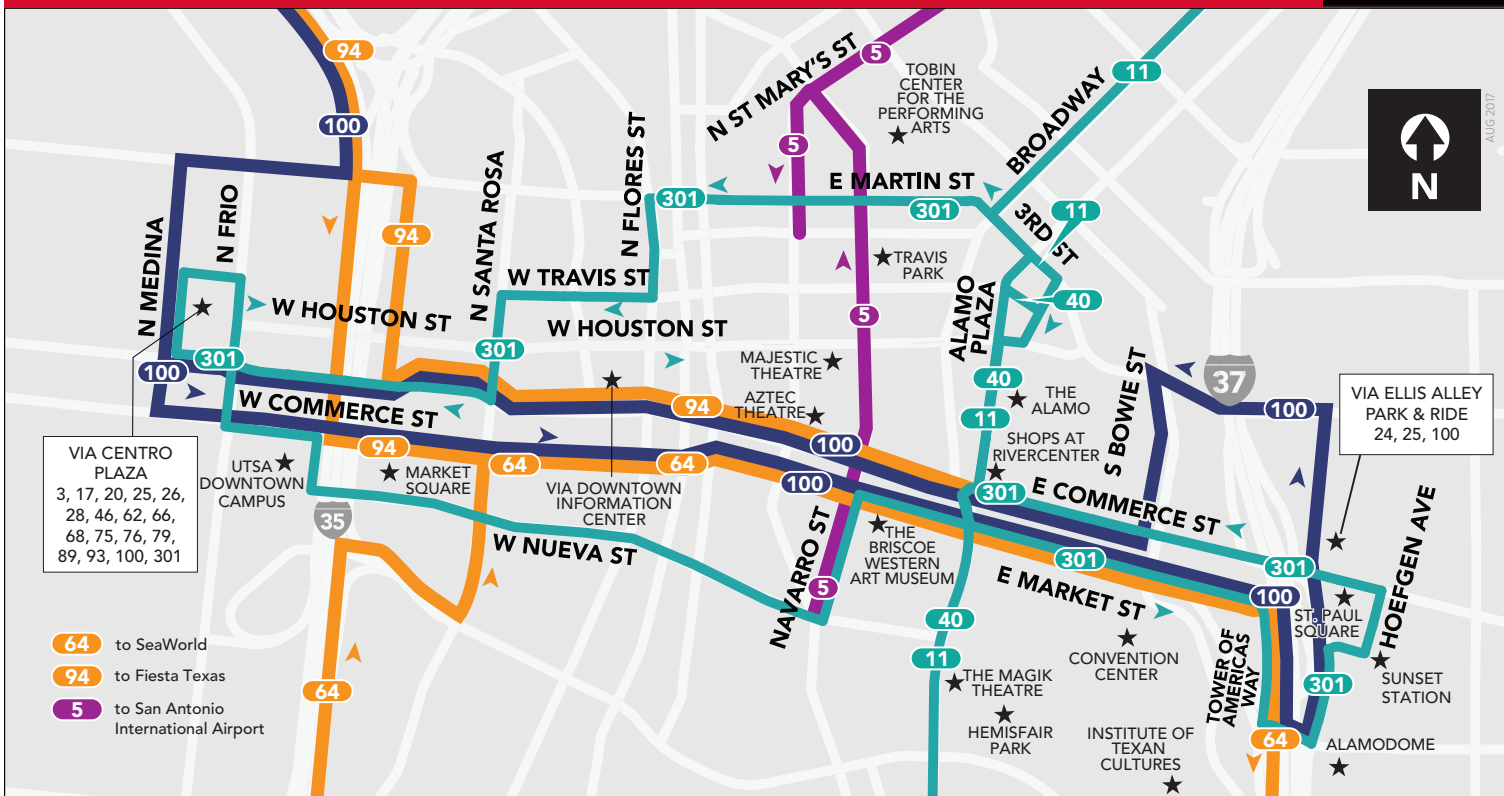 94
100
94
N ST MARY'S ST
5
5
TOBIN
CENTER
FOR THE
PERFORMING
ARTS
BROADWAY
11
N
AUG 2017
N MEDINA
N FRIO
N SANTA ROSA
N FLORES ST
301
E MARTIN ST
301
3RD ST
11
TRAVIS
PARK
W TRAVIS ST
ALAMO
PLAZA
40
W HOUSTON ST
W HOUSTON ST
5
301
301
100
MAJESTIC
THEATRE
AZTEC
THEATRE
40
11
THE
ALAMO
S BOWIE ST
37
100
VIA ELLIS ALLEY
PARK & RIDE
24, 25, 100
W COMMERCE ST
94
100
SHOPS AT
RIVERCENTER
301
E COMMERCE ST
VIA CENTRO
PLAZA
3, 17, 20, 25, 26,
28, 46, 62, 66,
68, 75, 76, 79,
89, 93, 100, 301
94
64
64
100
UTSA
DOWNTOWN
CAMPUS
MARKET
SQUARE
VIA DOWNTOWN
INFORMATION
CENTER
35
W NUEVA ST
NAVARRO ST
5
THE
BRISCOE
WESTERN
ART MUSEUM
301
E MARKET ST
301
100
ST. PAUL
SQUARE
HOEFGEN AVE
40
11
CONVENTION
CENTER
TOWER OF
AMERICAS
WAY
301
SUNSET
STATION
THE MAGIK
THEATRE
HEMISFAIR
PARK
INSTITUTE OF
TEXAN
CULTURES
64
ALAMODOME
64
64 to SeaWorld
94 to Fiesta Texas
5 to San Antonio
International Airport